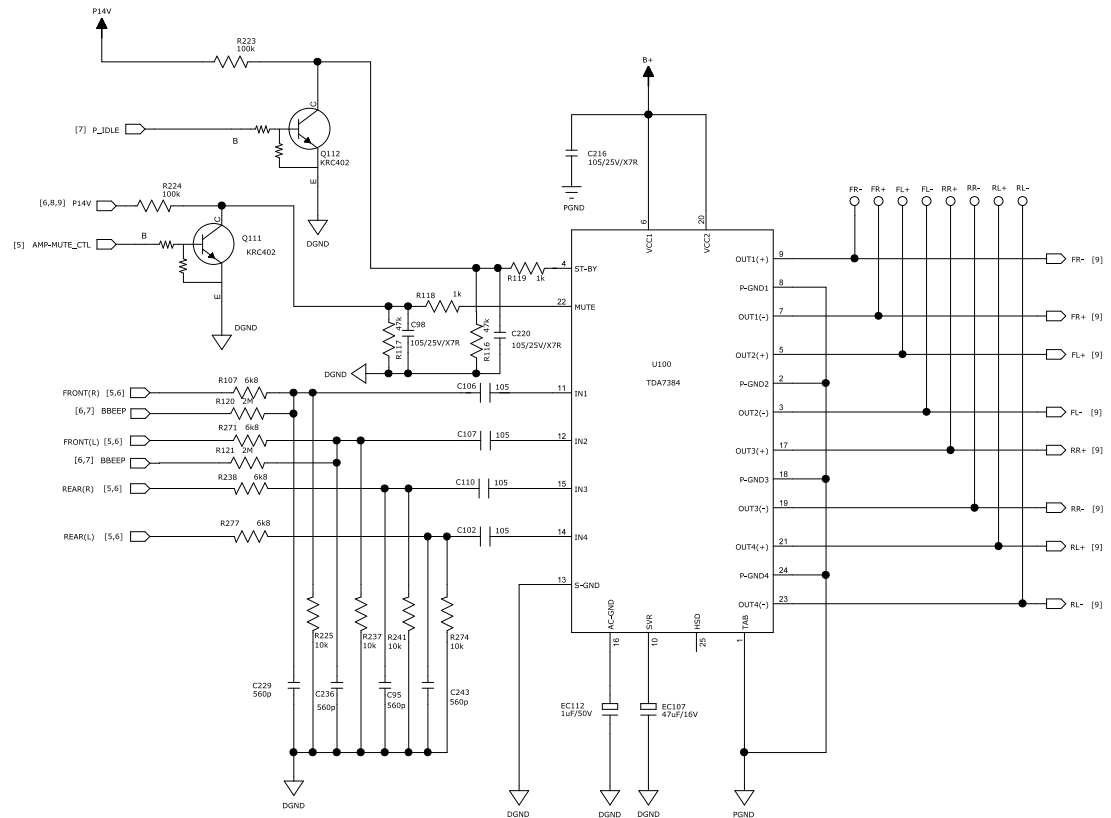 P14V
R223
100k
B+
C
[7] P_IDLE
B
Q112
KRC402
E
C216
105/25V/X7R
PGND
R224
100k
[6,8,9] P14V
C
DGND
[5] AMP-MUTE_CTL
B
Q111
KRC402
E
DGND
FR- FR+ FL+ FL- RR+ RR- RL+ RL-
6
20
VCC1
VCC2
4
ST-BY
R119 1k
R118 1k
22
MUTE
47k
R117
C98
105/25V/X7R
47k
R116
C220
105/25V/X7R
DGND
U100
TDA7384
OUT1(+) 9 FR- [9]
P-GND1 8
OUT1(-) 7 FR+ [9]
OUT2(+) 5 FL+ [9]
P-GND2 2
OUT2(-) 3 FL- [9]
OUT3(+) 17 RR+ [9]
P-GND3 18
OUT3(-) 19 RR- [9]
OUT4(+) 21 RL+ [9]
P-GND4 24
OUT4(-) 23 RL- [9]
FRONT(R) [5,6]
R107 6k8
C106 105
11 IN1
[6,7] BBEEP
R120 2M
FRONT(L) [5,6]
R271 6k8
C107 105
12 IN2
[6,7] BBEEP
R121 2M
REAR(R) [5,6]
R238 6k8
C110 105
15 IN3
REAR(L) [5,6]
R277 6k8
C102 105
14 IN4
13 S-GND
R225
10k
R237
10k
R241
10k
R274
10k
C229
560p
C236
560p
C95
560p
C243
560p
AC-GND
SVR
HSD
TAB
16
10
25
1
EC112
1uF/50V
EC107
47uF/16V
DGND
DGND
DGND
DGND
PGND